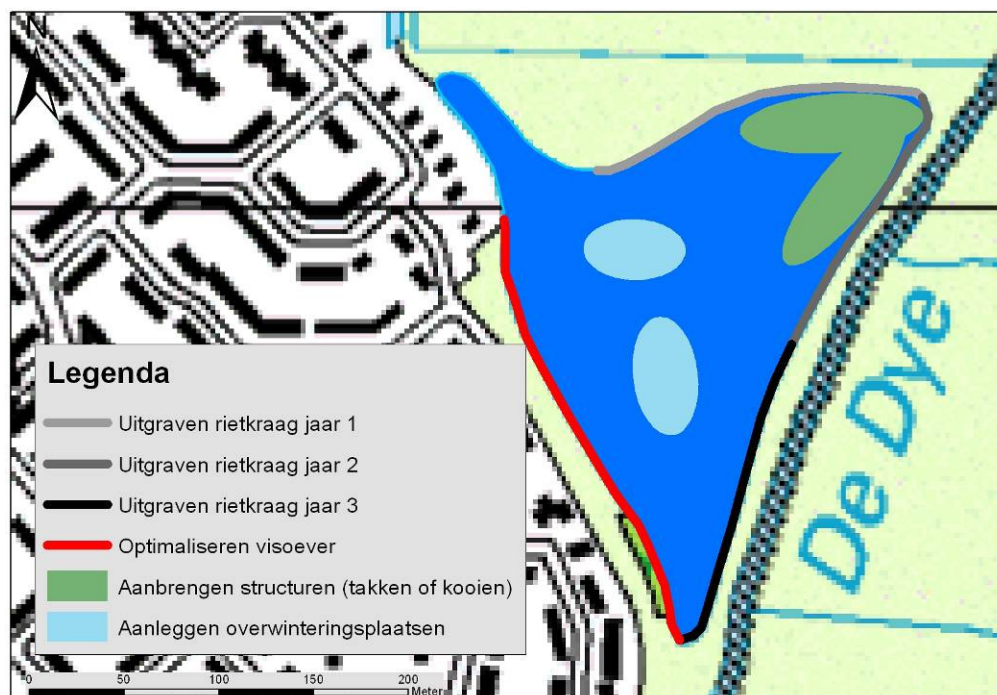 N
De Dye
Legenda
Uitgraven rietkraag jaar 1
Uitgraven rietkraag jaar 2
Uitgraven rietkraag jaar 3
Optimaliseren visoever
Aanbrengen structuren (takken of kooien)
Aanleggen overwinteringsplaatsen
0 50 100 150 200
Meter